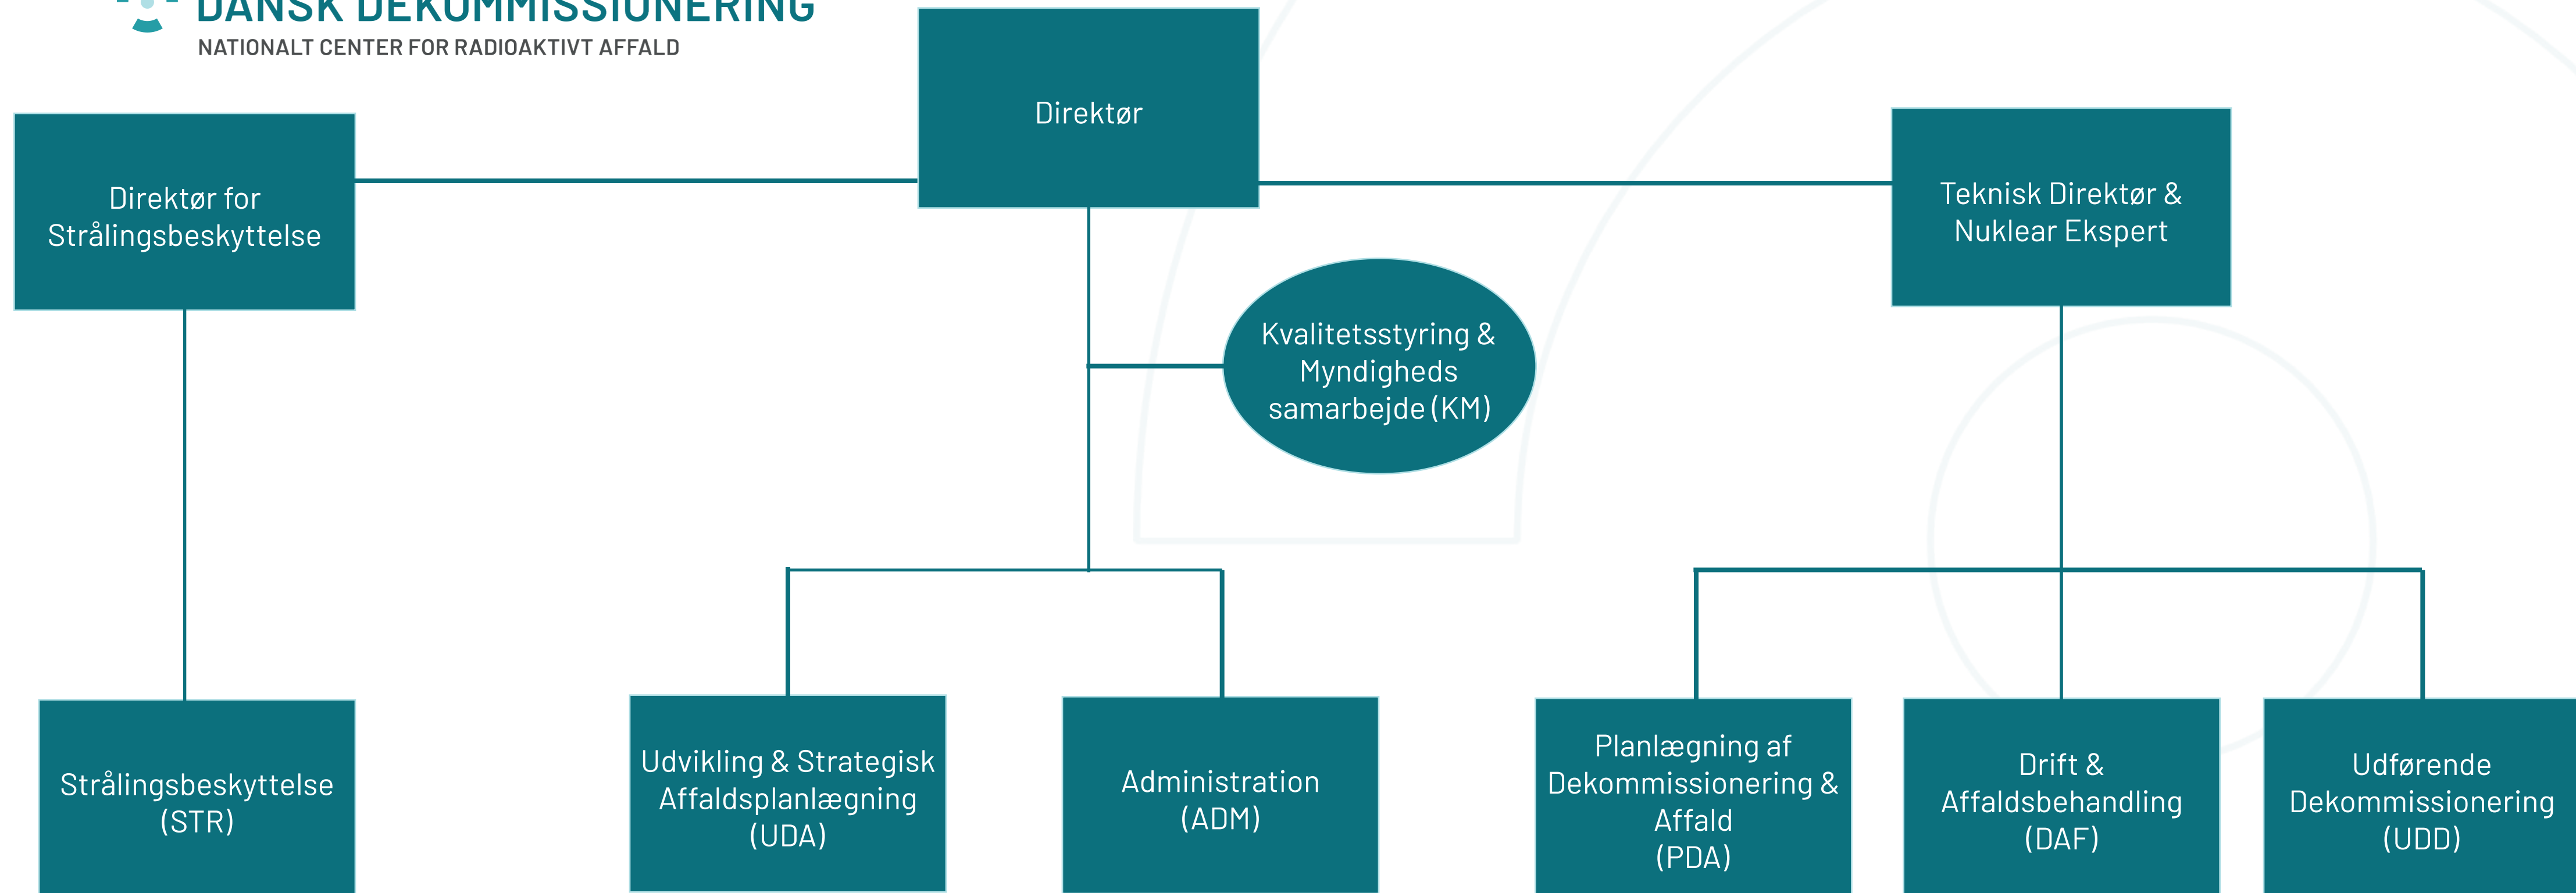 DANSK DEKOMMISSIONERING
NATIONALT CENTER FOR RADIOAKTIVT AFFALD
Direktør
Direktør for
Strålingsbeskyttelse
Teknisk Direktør &
Nuklear Ekspert
Kvalitetsstyring &
Myndigheds
samarbejde (KM)
Strålingsbeskyttelse
(STR)
Udvikling & Strategisk
Affaldsplanlægning
(UDA)
Administration
(ADM)
Planlægning af
Dekommissionering &
Affald
(PDA)
Drift &
Affaldsbehandling
(DAF)
Udførende
Dekommissionering
(UDD)